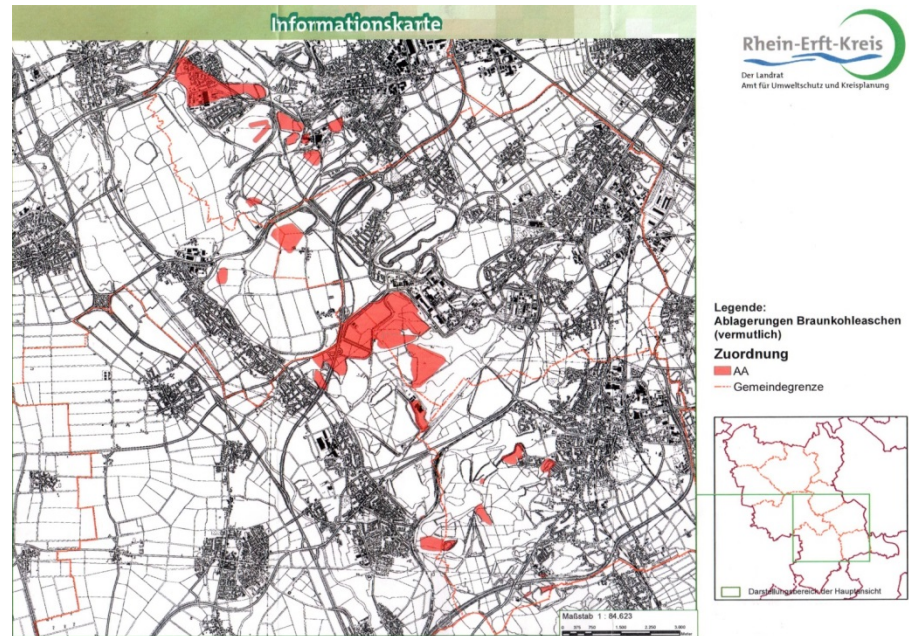 Informationskarte
Rhein-Erft-Kreis
Der Landrat
Amt für Umweltschutz und Kreisplanung
Legende:
Ablagerungen Braunkohleaschen
(vermutlich)
Zuordnung
AA
Gemeindegrenze
Darstellungsbereich der Hauptansicht
Maßstab 1 : 84.623